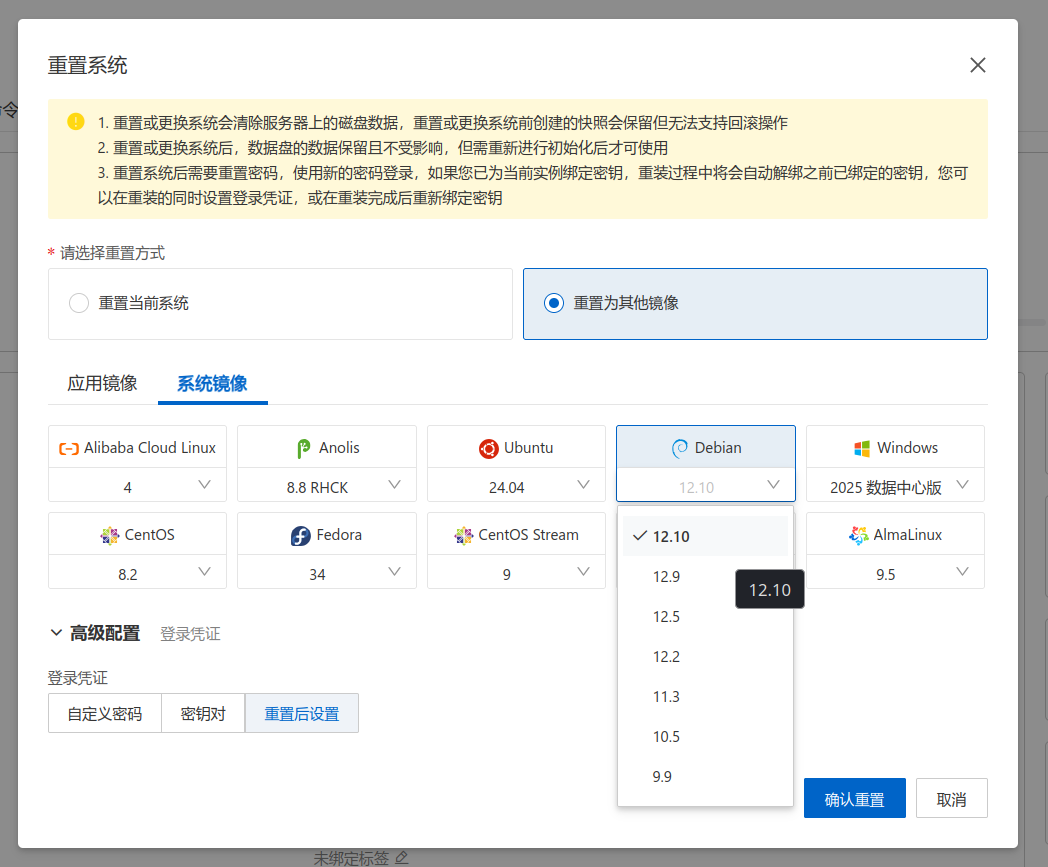 重置系统
1. 重置或更换系统会清除服务器上的磁盘数据，重置或更换系统前创建的快照会保留但无法支持回滚操作
2. 重置或更换系统后，数据盘的数据保留且不受影响，但需重新进行初始化后才可使用
3. 重置系统后需要重置密码，使用新的密码登录，如果您已为当前实例绑定密钥，重装过程中将会自动解绑之前已绑定的密钥，您可
以在重装的同时设置登录凭证，或在重装完成后重新绑定密钥
* 请选择重置方式
重置当前系统
重置为其他镜像
应用镜像
系统镜像
Alibaba Cloud Linux
Anolis
Ubuntu
Debian
Windows
4
8.8 RHCK
24.04
12.10
2025 数据中心版
CentOS
Fedora
CentOS Stream
AlmaLinux
8.2
34
9
9.5
12.10
12.9
12.5
12.2
11.3
10.5
9.9
12.10
高级配置
登录凭证
登录凭证
自定义密码
密钥对
重置后设置
确认重置
取消
令
未绑定标签